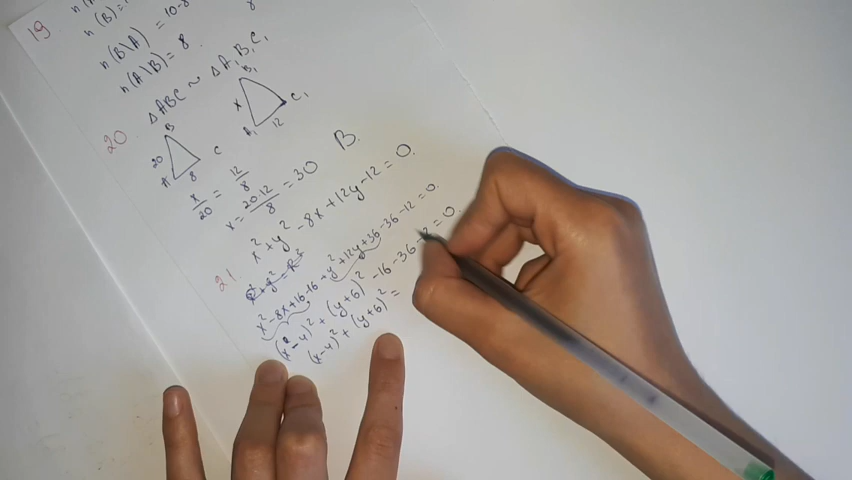 19
n(B\A) = 10-8
n(A\B) = 8
20 ΔABC ~ ΔA₁B₁C₁
B
20
A 8 C
B₁
x
A₁ 12 C₁
x/20 = 12/8
x = 20·12/8 = 30 B.
21. x² + y² - 8x + 12y - 12 = 0.
x² - 8x + 16 - 16 + y² + 12y + 36 - 36 - 12 = 0.
(x - 4)² + (y + 6)² - 16 - 36 - 12 = 0.
(x - 4)² + (y + 6)² =